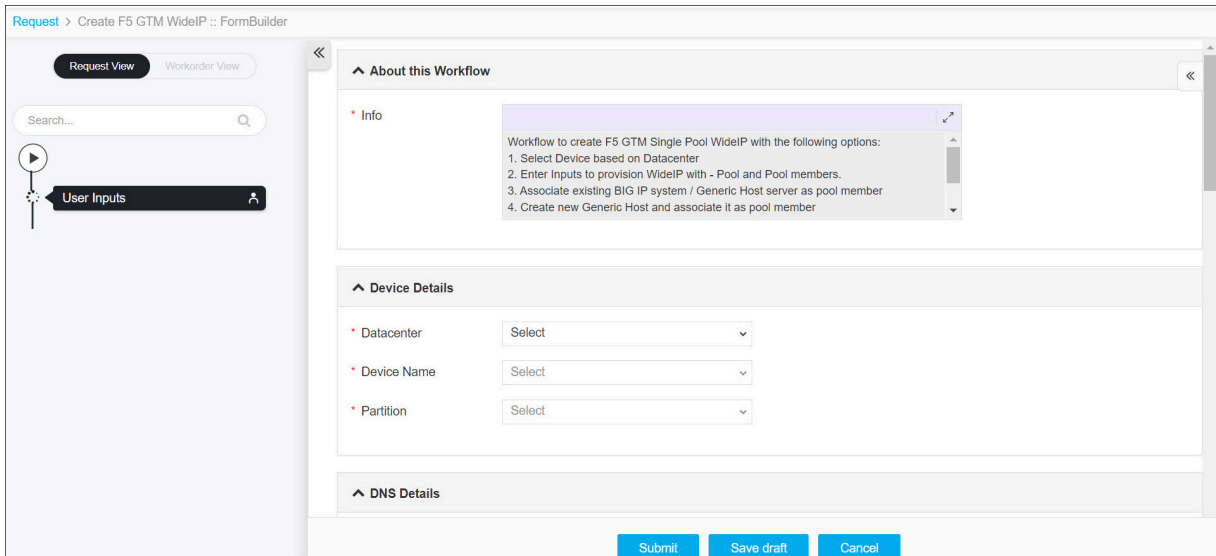 Request > Create F5 GTM WideIP :: FormBuilder
Request View Workorder View
Search...
User Inputs
About this Workflow
* Info
Workflow to create F5 GTM Single Pool WideIP with the following options:
1. Select Device based on Datacenter
2. Enter Inputs to provision WideIP with - Pool and Pool members.
3. Associate existing BIG IP system / Generic Host server as pool member
4. Create new Generic Host and associate it as pool member
Device Details
* Datacenter Select
* Device Name Select
* Partition Select
DNS Details
Submit Save draft Cancel